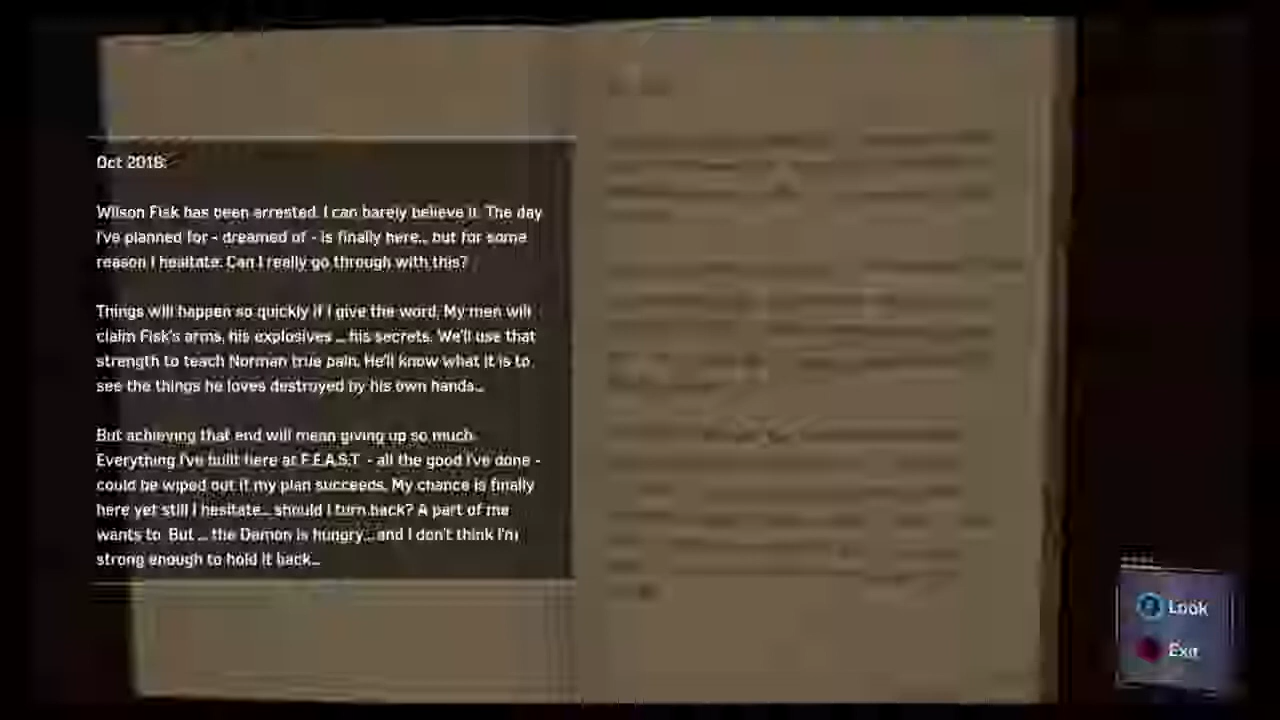 Oct 2018:
Wilson Fisk has been arrested. I can barely believe it. The day
I've planned for - dreamed of - is finally here... but for some
reason I hesitate. Can I really go through with this?
Things will happen so quickly if I give the word. My men will
claim Fisk's arms, his explosives ... his secrets. We'll use that
strength to teach Norman true pain. He'll know what it is to
see the things he loves destroyed by his own hands...
But achieving that end will mean giving up so much.
Everything I've built here at F.E.A.S.T. - all the good I've done -
could be wiped out if my plan succeeds. My chance is finally
here yet still I hesitate... should I turn back? A part of me
wants to. But ... the Demon is hungry... and I don't think I'm
strong enough to hold it back...
Look
Exit